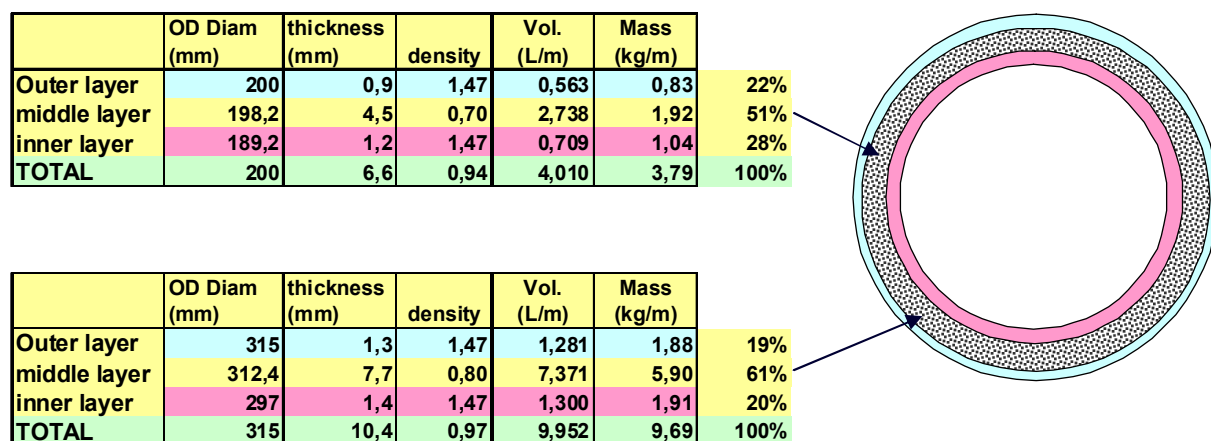 OD Diam thickness Vol. Mass
(mm) (mm) density (L/m) (kg/m)
Outer layer 200 0,9 1,47 0,563 0,83 22%
middle layer 198,2 4,5 0,70 2,738 1,92 51%
inner layer 189,2 1,2 1,47 0,709 1,04 28%
TOTAL 200 6,6 0,94 4,010 3,79 100%
OD Diam thickness Vol. Mass
(mm) (mm) density (L/m) (kg/m)
Outer layer 315 1,3 1,47 1,281 1,88 19%
middle layer 312,4 7,7 0,80 7,371 5,90 61%
inner layer 297 1,4 1,47 1,300 1,91 20%
TOTAL 315 10,4 0,97 9,952 9,69 100%